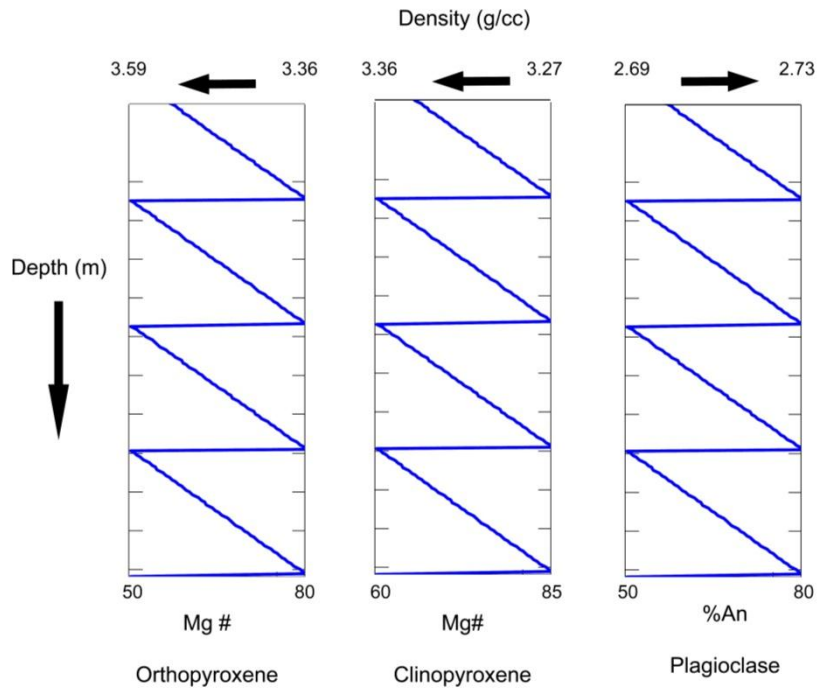 Density (g/cc)
3.59 3.36 3.36 3.27 2.69 2.73
Depth (m)
50 80 60 85 50 80
Mg # Mg# %An
Orthopyroxene Clinopyroxene Plagioclase